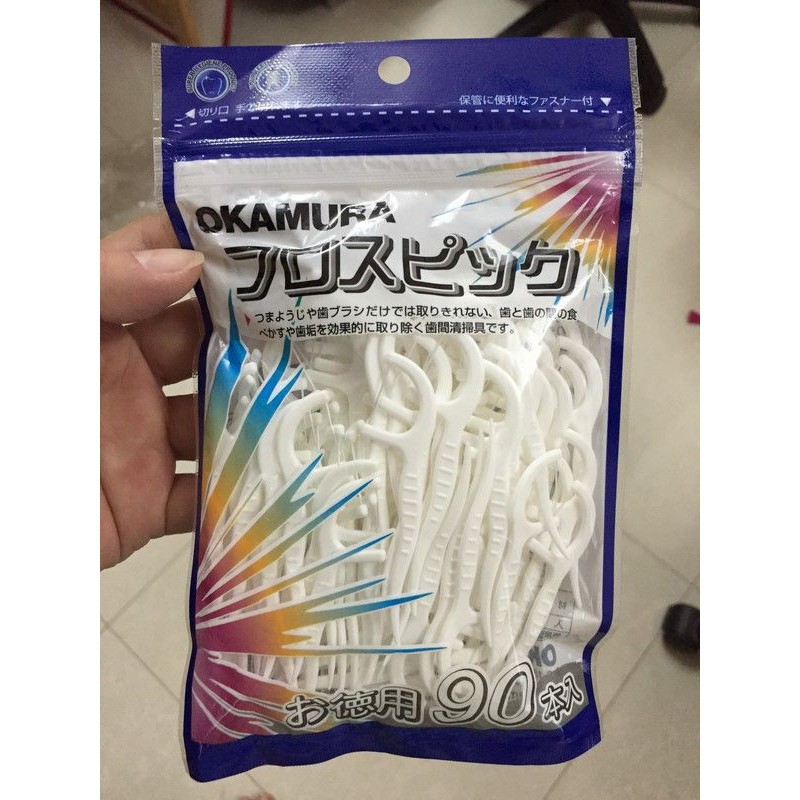 ◀切り口
保管に便利なファスナー付 ▼
OKAMURA
フロスピック
つまようじや歯ブラシだけでは取りきれない、歯と歯の間の食
べかすや歯垢を効果的に取り除く歯間清掃具です。
お徳用 90本入